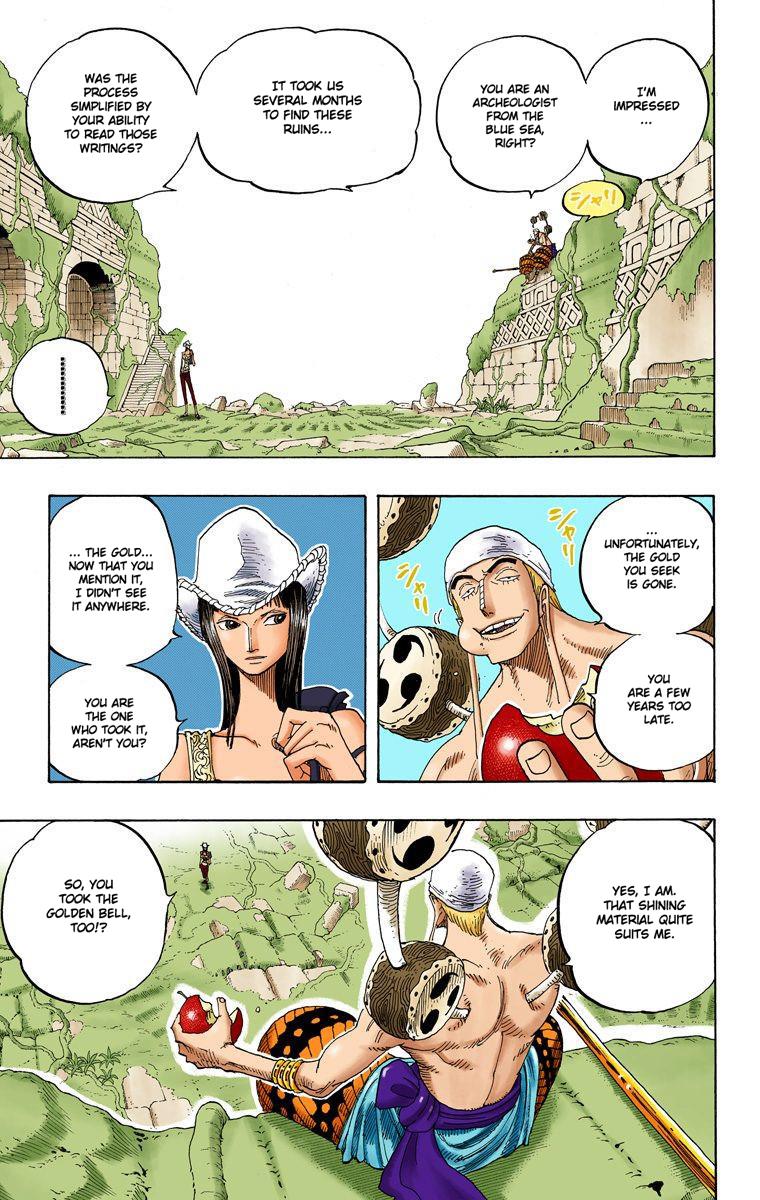 I'M
IMPRESSED
...
YOU ARE AN
ARCHEOLOGIST
FROM THE
BLUE SEA,
RIGHT?
IT TOOK US
SEVERAL MONTHS
TO FIND THESE
RUINS...
WAS THE
PROCESS
SIMPLIFIED BY
YOUR ABILITY
TO READ THOSE
WRITINGS?
シャリ
...........
...
UNFORTUNATELY,
THE GOLD
YOU SEEK
IS GONE.
シャリ
シャリ
YOU
ARE A FEW
YEARS TOO
LATE.
... THE GOLD...
NOW THAT YOU
MENTION IT,
I DIDN'T SEE
IT ANYWHERE.
YOU ARE
THE ONE
WHO TOOK IT,
AREN'T YOU?
YES, I AM.
THAT SHINING
MATERIAL QUITE
SUITS ME.
SO, YOU
TOOK THE
GOLDEN BELL,
TOO!?